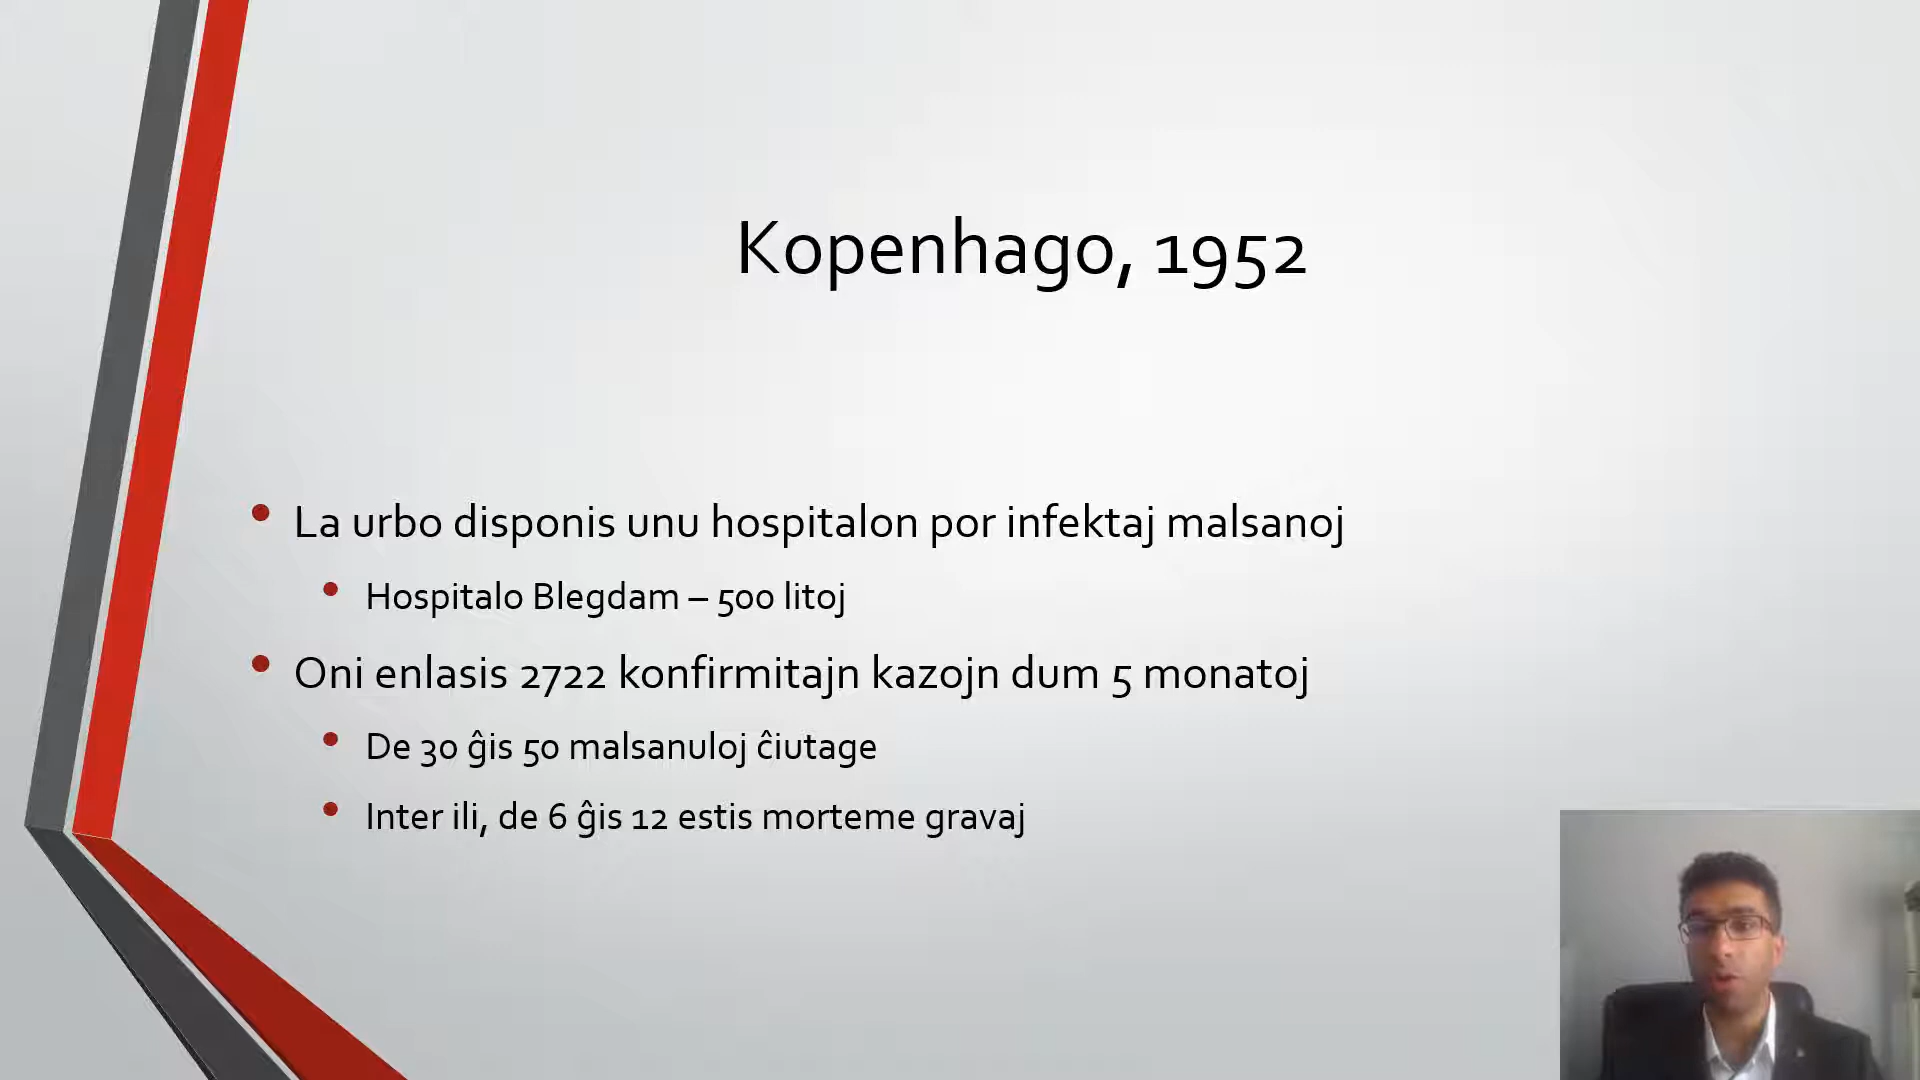 Kopenhago, 1952
• La urbo disponis unu hospitalon por infektaj malsanoj
• Hospitalo Blegdam – 500 litoj
• Oni enlasis 2722 konfirmitajn kazojn dum 5 monatoj
• De 30 ĝis 50 malsanuloj ĉiutage
• Inter ili, de 6 ĝis 12 estis morteme gravaj